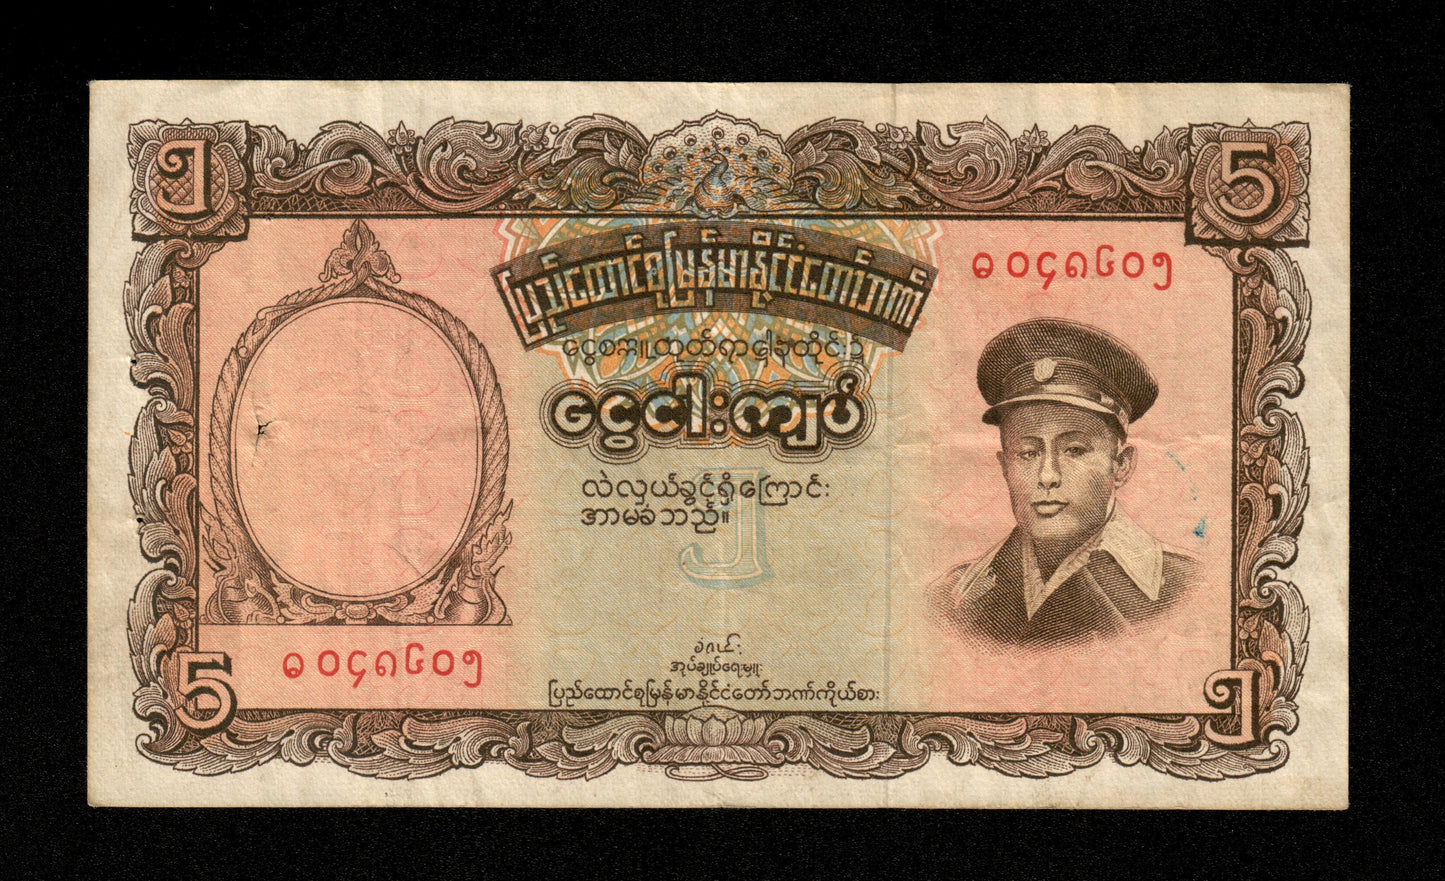 ၅
5
ပြည်ထောင်စုမြန်မာနိုင်ငံတော်ဘဏ်
ဓ ၀၄၈၆၀၅
ငွေစက္ကူထုတ်ရာဌါနတိုင်း၌
ငွေငါးကျပ်
လဲလှယ်ခွင့်ရှိကြောင်း
အာမခံဘည်။
၅
အုပ်ချုပ်ရေးမှူး
ပြည်ထောင်စုမြန်မာနိုင်ငံတော်ဘဏ်ကိုယ်စား
ဓ ၀၄၈၆၀၅
5
၅